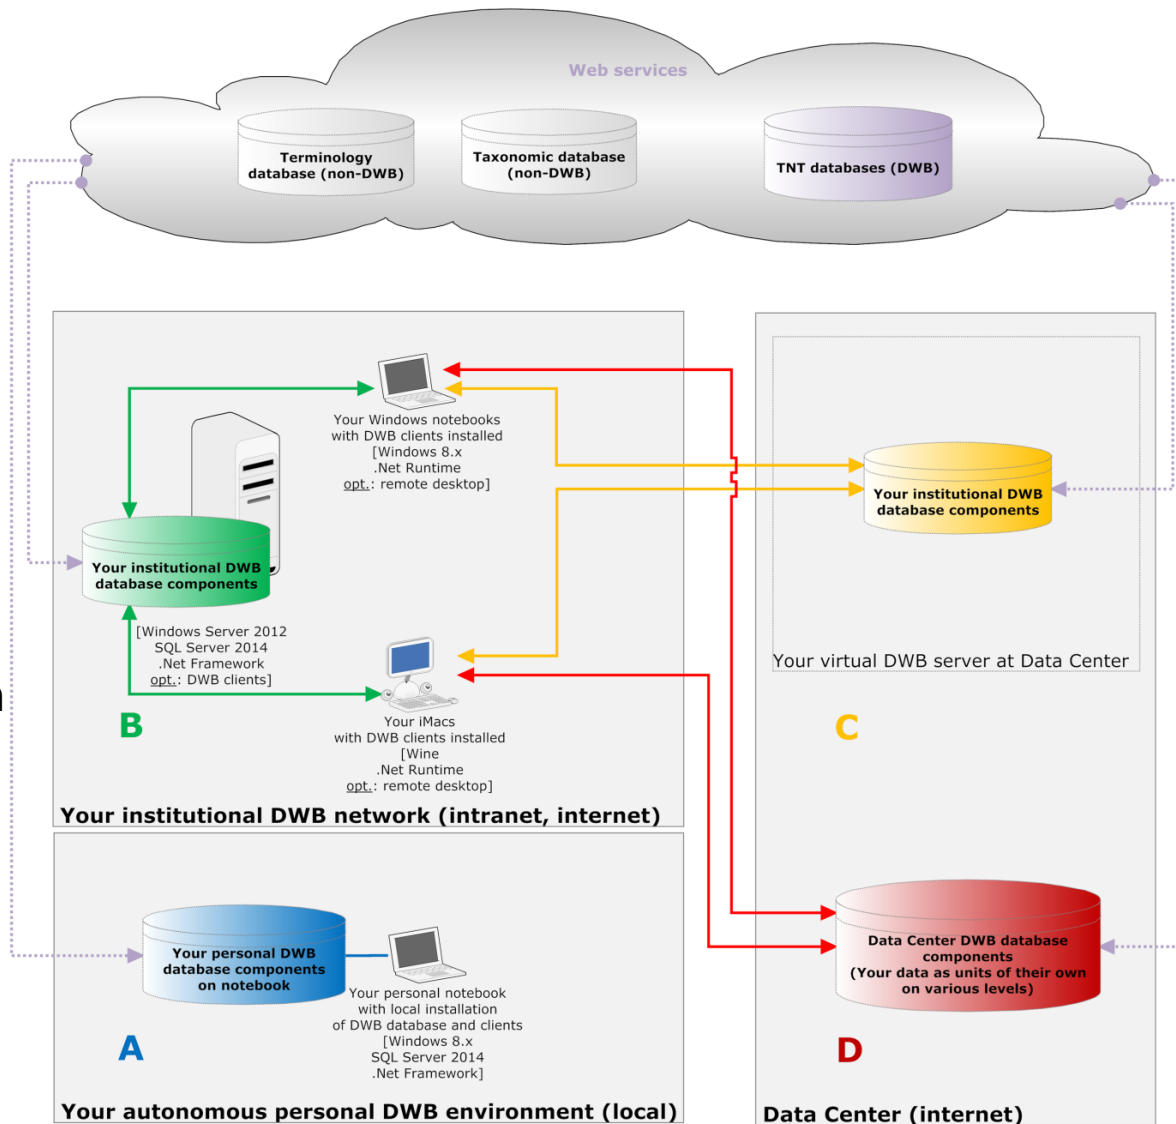 Web services
Terminology
database (non-DWB)
Taxonomic database
(non-DWB)
TNT databases (DWB)
Your Windows notebooks
with DWB clients installed
[Windows 8.x
.Net Runtime
opt.: remote desktop]
Your institutional DWB
database components
[Windows Server 2012
SQL Server 2014
.Net Framework
opt.: DWB clients]
B
Your iMacs
with DWB clients installed
[Wine
.Net Runtime
opt.: remote desktop]
Your institutional DWB network (intranet, internet)
Your institutional DWB
database components
Your virtual DWB server at Data Center
C
Your personal DWB
database components
on notebook
Your personal notebook
with local installation
of DWB database and clients
[Windows 8.x
SQL Server 2014
.Net Framework]
A
Your autonomous personal DWB environment (local)
Data Center DWB database
components
(Your data as units of their own
on various levels)
D
Data Center (internet)